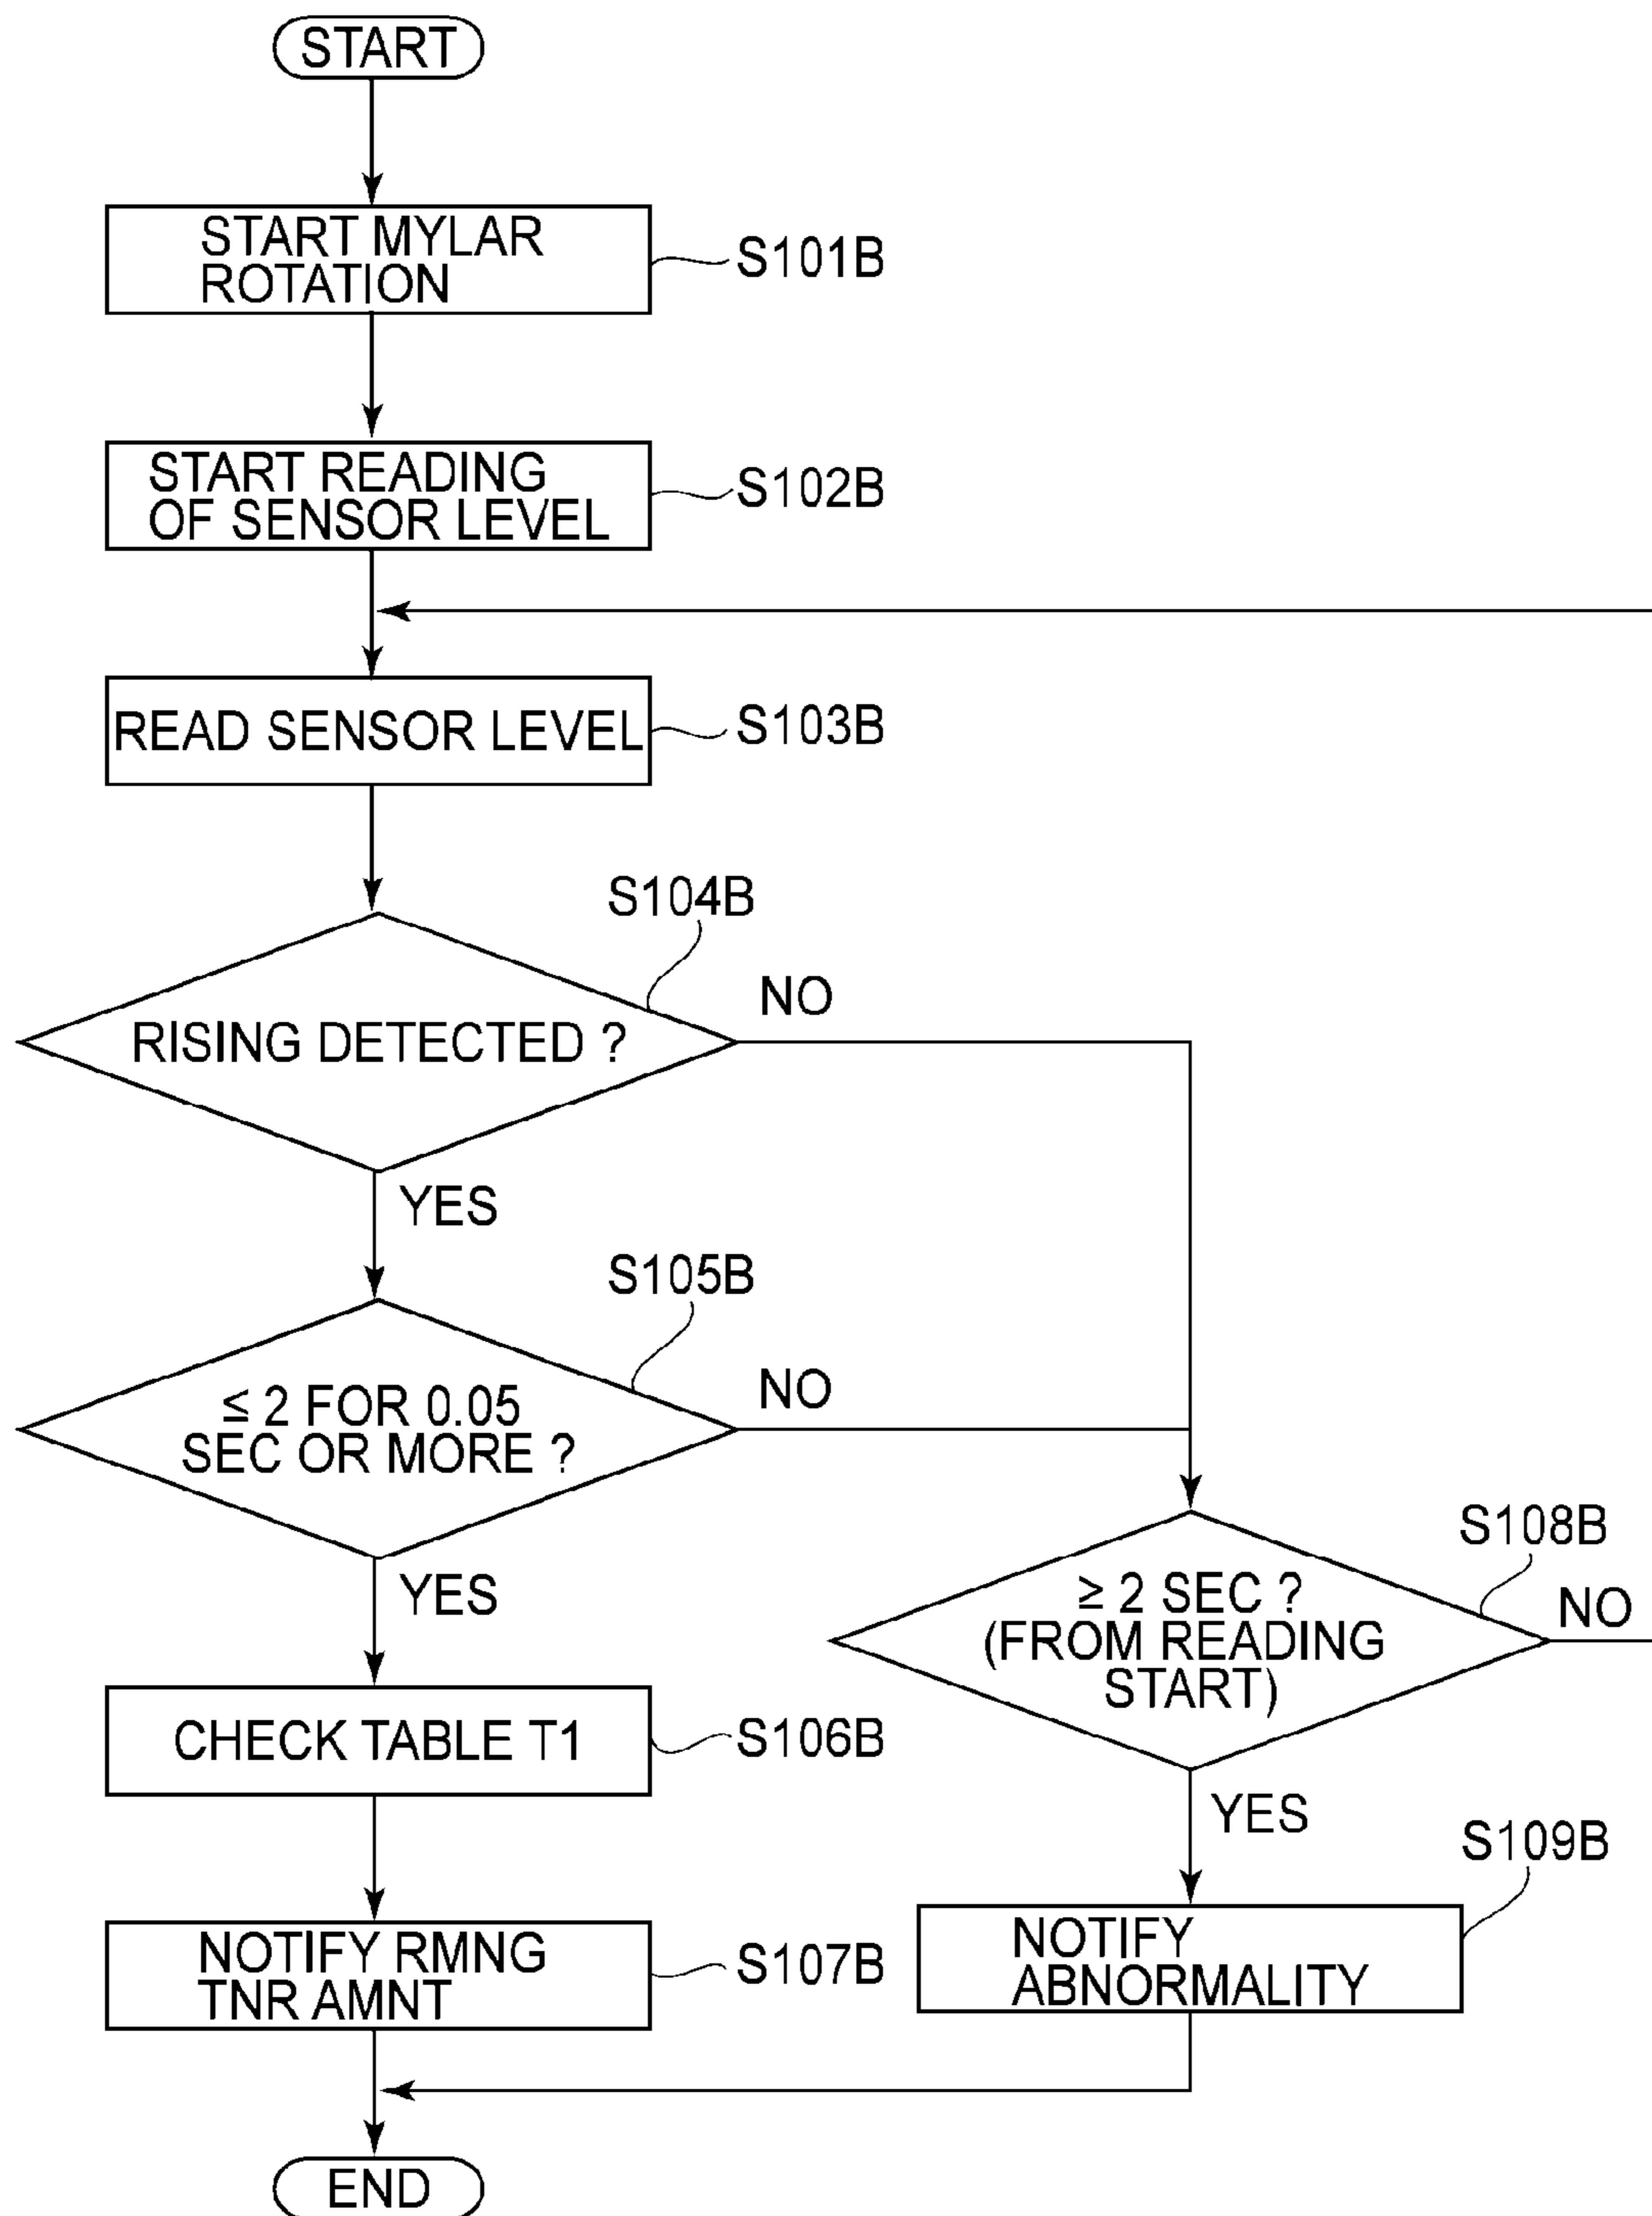 START
START MYLAR
ROTATION
S101B
START READING
OF SENSOR LEVEL
S102B
READ SENSOR LEVEL
S103B
S104B
RISING DETECTED ?
NO
YES
S105B
≤ 2 FOR 0.05
SEC OR MORE ?
NO
YES
S108B
≥ 2 SEC ?
(FROM READING
START)
NO
YES
CHECK TABLE T1
S106B
S109B
NOTIFY
ABNORMALITY
NOTIFY RMNG
TNR AMNT
S107B
END